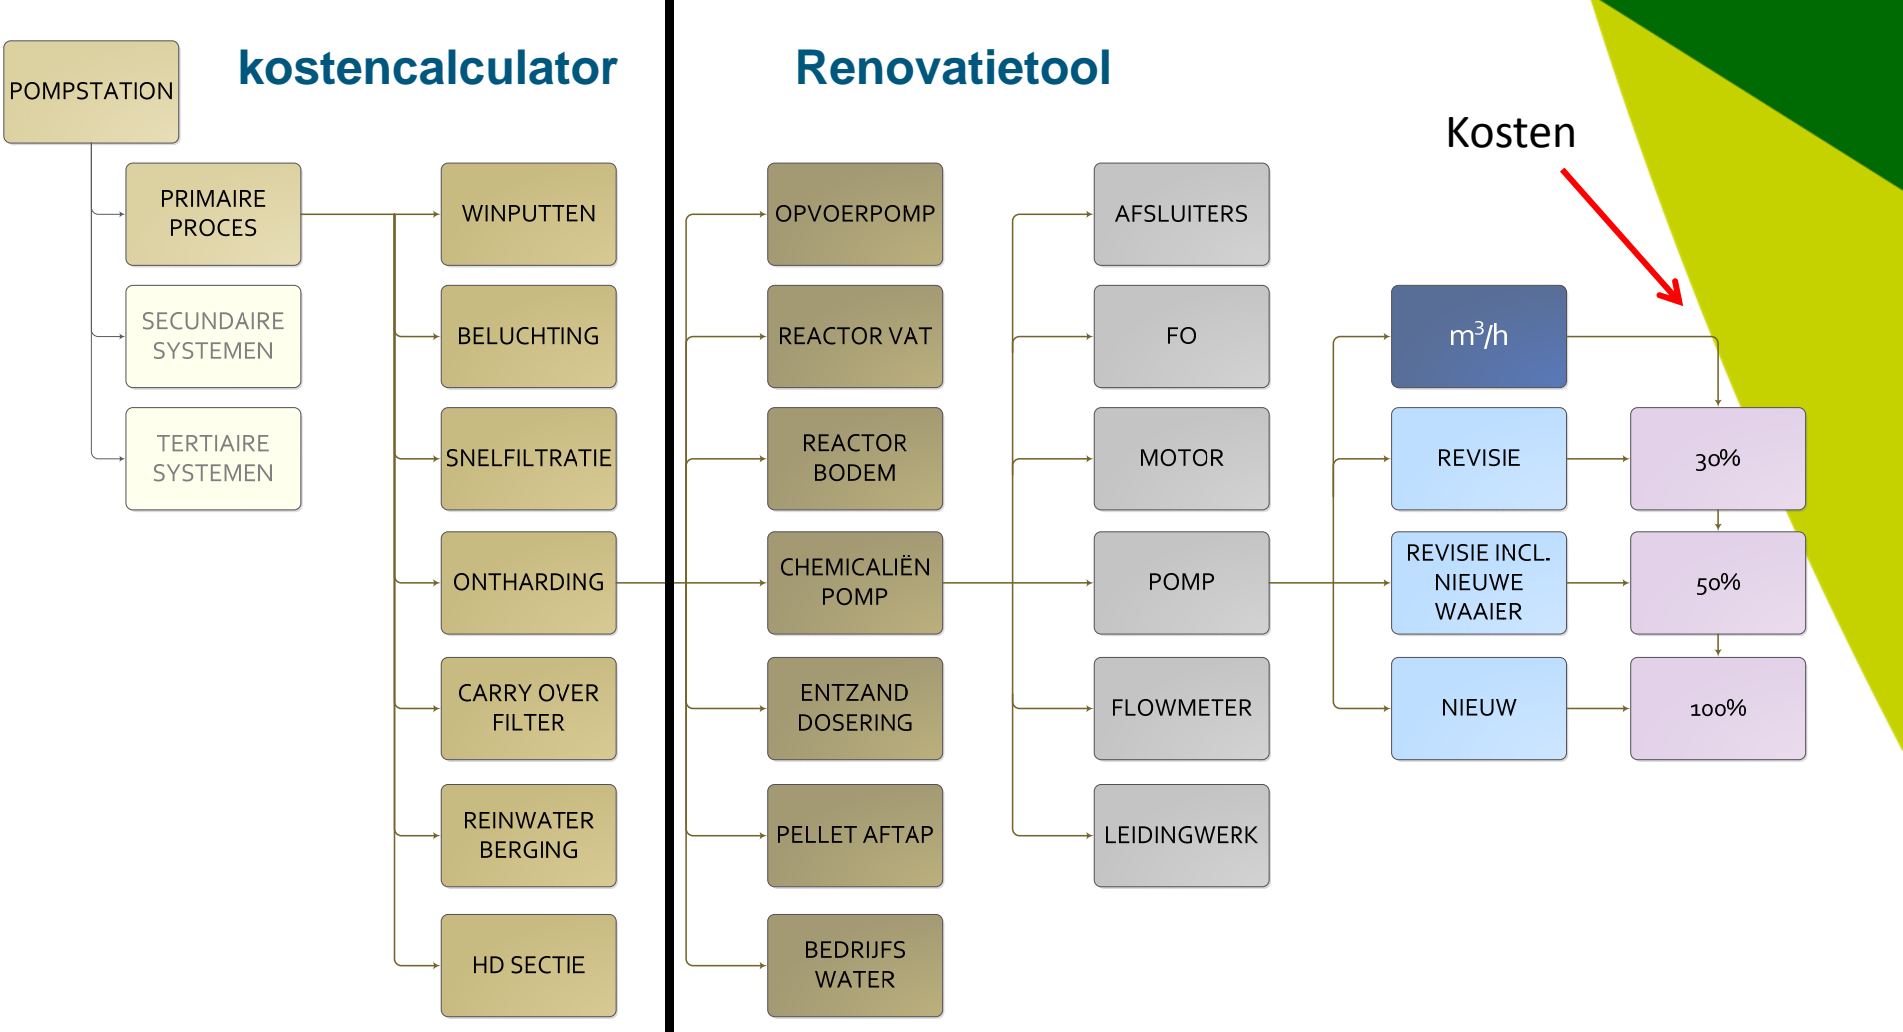 kostencalculator
Renovatietool
Kosten
POMPSTATION
PRIMAIRE
PROCES
SECUNDAIRE
SYSTEMEN
TERTIAIRE
SYSTEMEN
WINPUTTEN
BELUCHTING
SNELFILTRATIE
ONTHARDING
CARRY OVER
FILTER
REINWATER
BERGING
HD SECTIE
OPVOERPOMP
REACTOR VAT
REACTOR
BODEM
CHEMICALIËN
POMP
ENTZAND
DOSERING
PELLET AFTAP
BEDRIJFS
WATER
AFSLUITERS
FO
MOTOR
POMP
FLOWMETER
LEIDINGWERK
m³/h
REVISIE
REVISIE INCL.
NIEUWE
WAAIER
NIEUW
30%
50%
100%